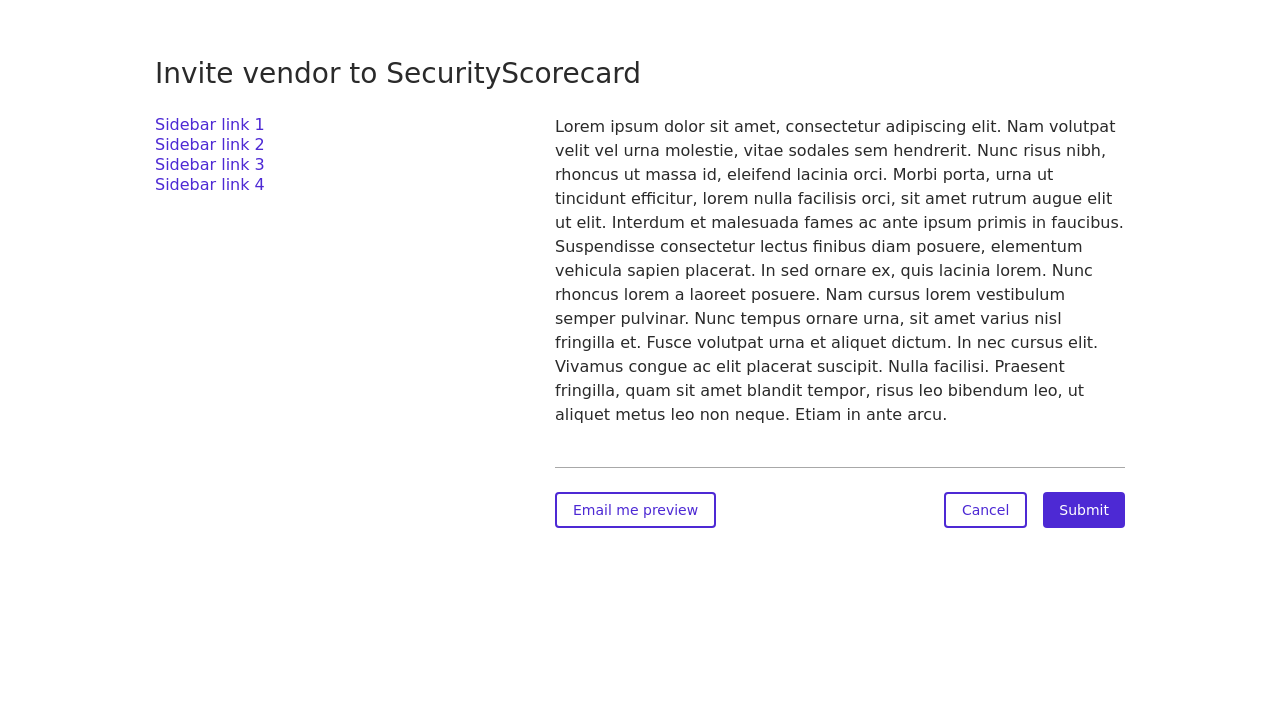 Invite vendor to SecurityScorecard
Sidebar link 1
Sidebar link 2
Sidebar link 3
Sidebar link 4
Lorem ipsum dolor sit amet, consectetur adipiscing elit. Nam volutpat
velit vel urna molestie, vitae sodales sem hendrerit. Nunc risus nibh,
rhoncus ut massa id, eleifend lacinia orci. Morbi porta, urna ut
tincidunt efficitur, lorem nulla facilisis orci, sit amet rutrum augue elit
ut elit. Interdum et malesuada fames ac ante ipsum primis in faucibus.
Suspendisse consectetur lectus finibus diam posuere, elementum
vehicula sapien placerat. In sed ornare ex, quis lacinia lorem. Nunc
rhoncus lorem a laoreet posuere. Nam cursus lorem vestibulum
semper pulvinar. Nunc tempus ornare urna, sit amet varius nisl
fringilla et. Fusce volutpat urna et aliquet dictum. In nec cursus elit.
Vivamus congue ac elit placerat suscipit. Nulla facilisi. Praesent
fringilla, quam sit amet blandit tempor, risus leo bibendum leo, ut
aliquet metus leo non neque. Etiam in ante arcu.
Email me preview
Cancel
Submit